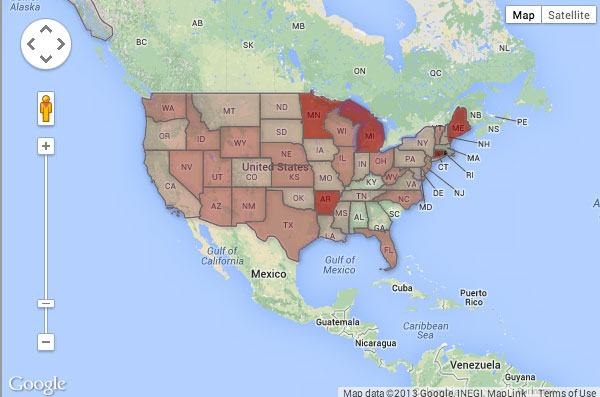 Alaska
Map
Satellite
AB
MB
BC
SK
NL
ON
QC
NB
PE
NS
NH
MA
RI
CT
NJ
DE
MD
WA
MT
ND
MN
OR
ID
WY
SD
WI
MI
NY
ME
NE
IA
IL
IN
OH
PA
NV
UT
CO
KS
MO
KY
WV
VA
CA
United States
AZ
NM
OK
AR
TN
NC
TX
LA
MS
AL
GA
SC
FL
Gulf of
California
Mexico
Gulf of
Mexico
Cuba
Puerto
Rico
Guatemala
Caribbean
Sea
Nicaragua
Venezuela
Guyana
Google
Map data ©2013 Google, INEGI, MapLink
Terms of Use